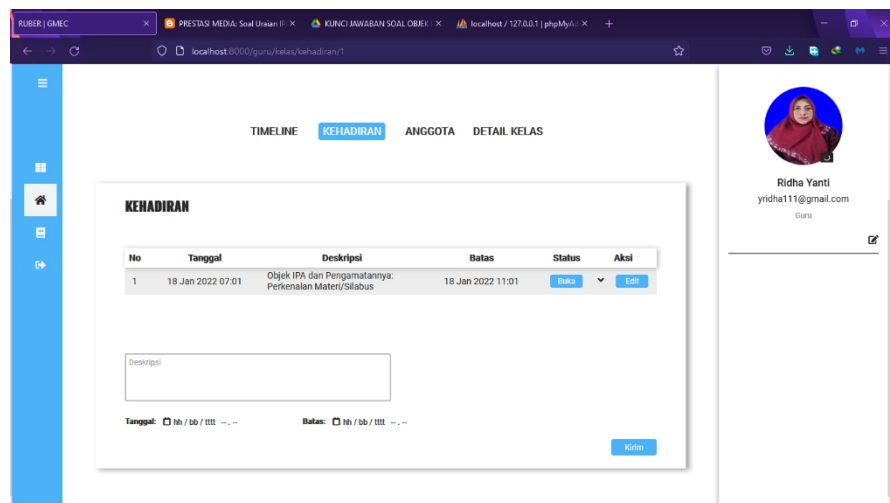 RUBER | GMEC
PRESTASI MEDIA: Soal Uraian IP
KUNCI JAWABAN SOAL OBJEK
localhost / 127.0.0.1 | phpMyAd
localhost:8000/guru/kelas/kehadiran/1
TIMELINE KEHADIRAN ANGGOTA DETAIL KELAS
Ridha Yanti
yridha111@gmail.com
Guru
KEHADIRAN
No Tanggal Deskripsi Batas Status Aksi
1 18 Jan 2022 07:01 Objek IPA dan Pengamatannya: 18 Jan 2022 11:01 Buka Edit
Perkenalan Materi/Silabus
Deskripsi
Tanggal: hh / bb / tttt -- . -- Batas: hh / bb / tttt -- . --
Kirim